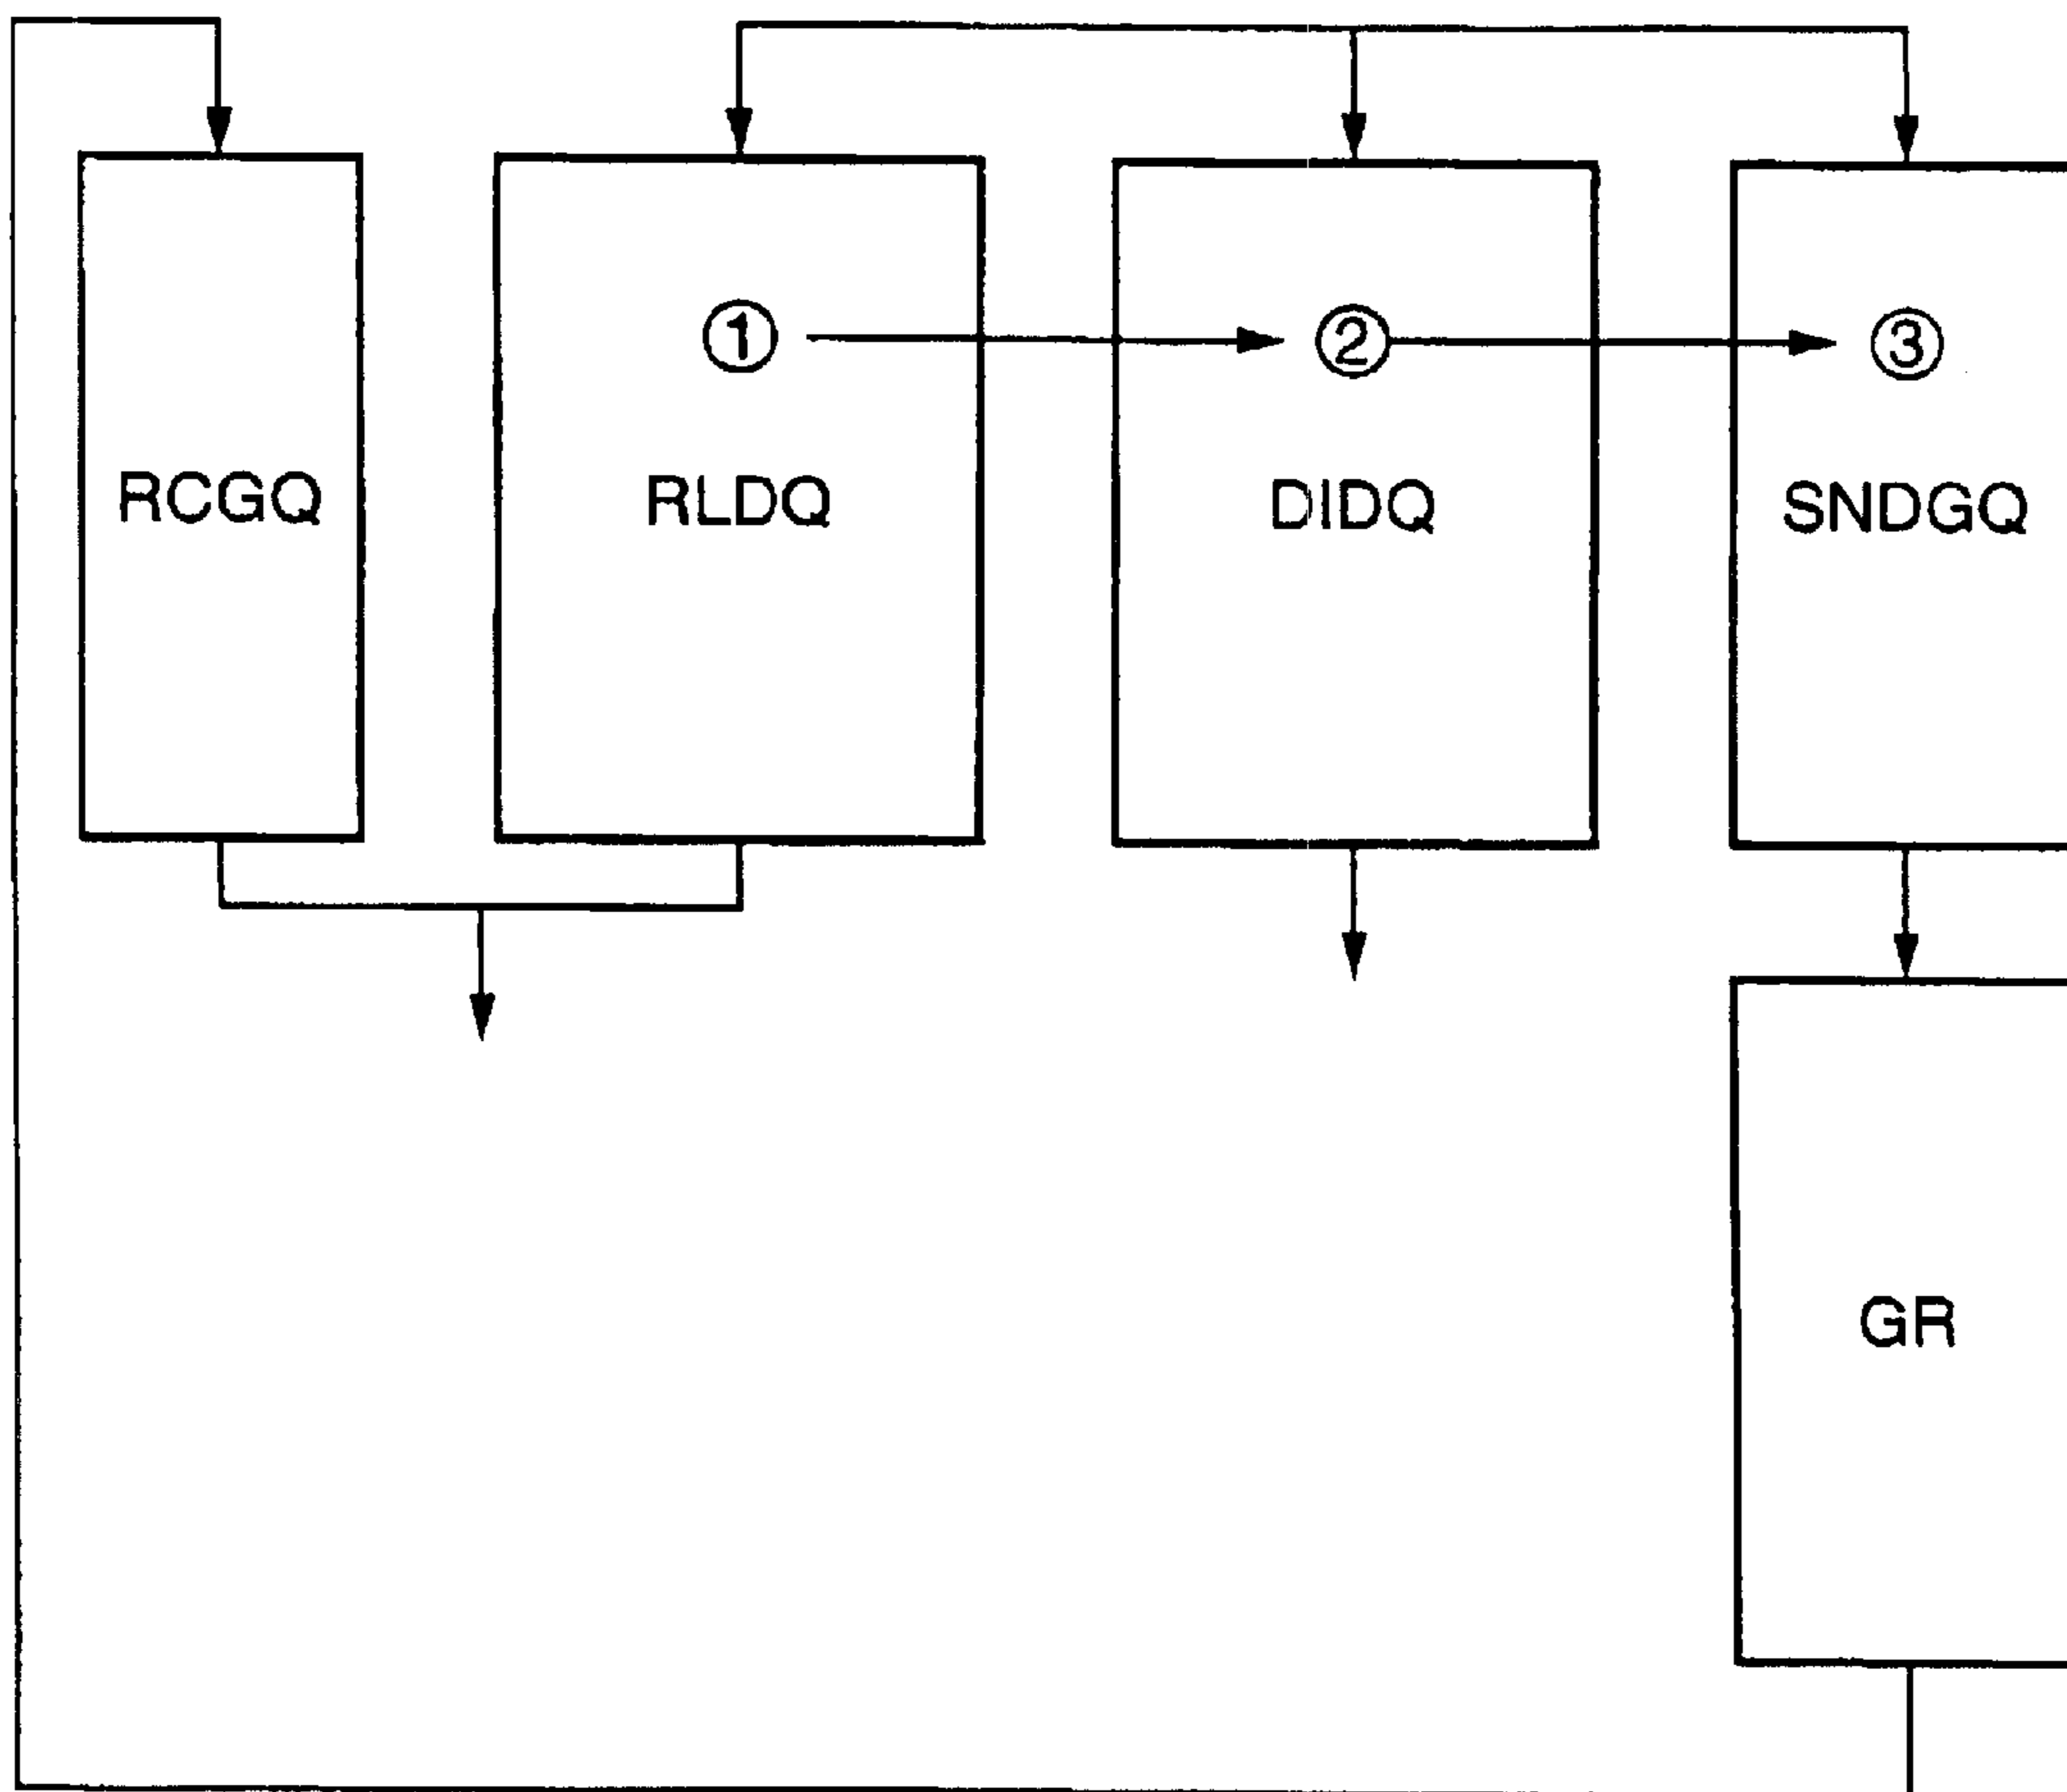 ① ② ③
RCGQ RLDQ DIDQ SNDGQ
GR